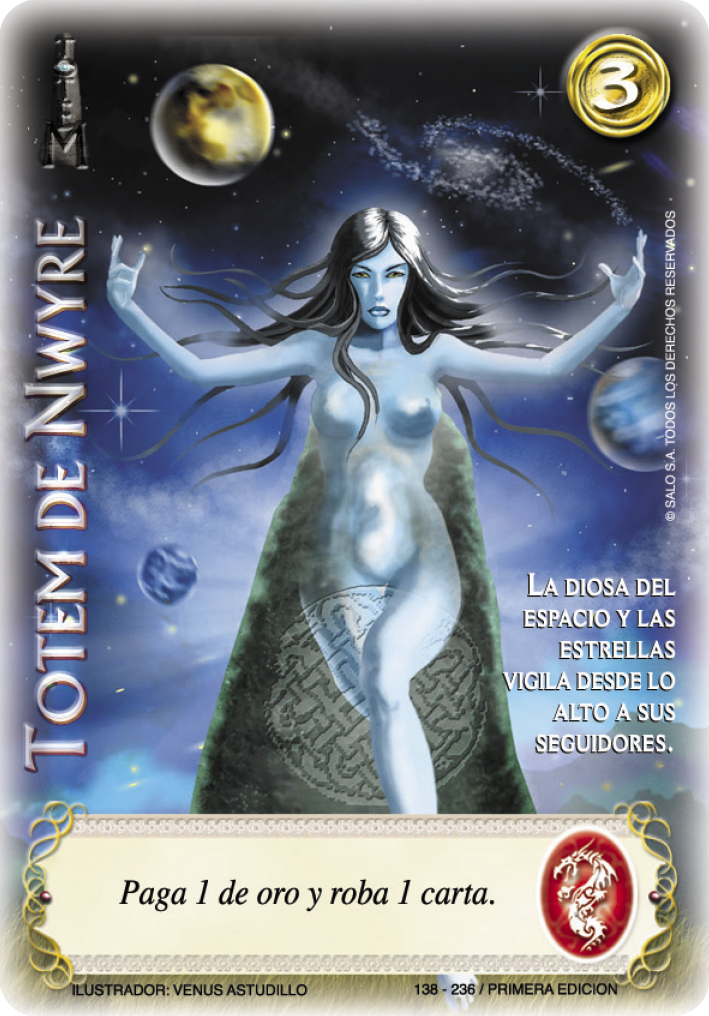 3
TOTEM DE NWYRE
© SALO S.A. TODOS LOS DERECHOS RESERVADOS
LA DIOSA DEL
ESPACIO Y LAS
ESTRELLAS
VIGILA DESDE LO
ALTO A SUS
SEGUIDORES.
Paga 1 de oro y roba 1 carta.
ILUSTRADOR: VENUS ASTUDILLO
138 - 236 / PRIMERA EDICION